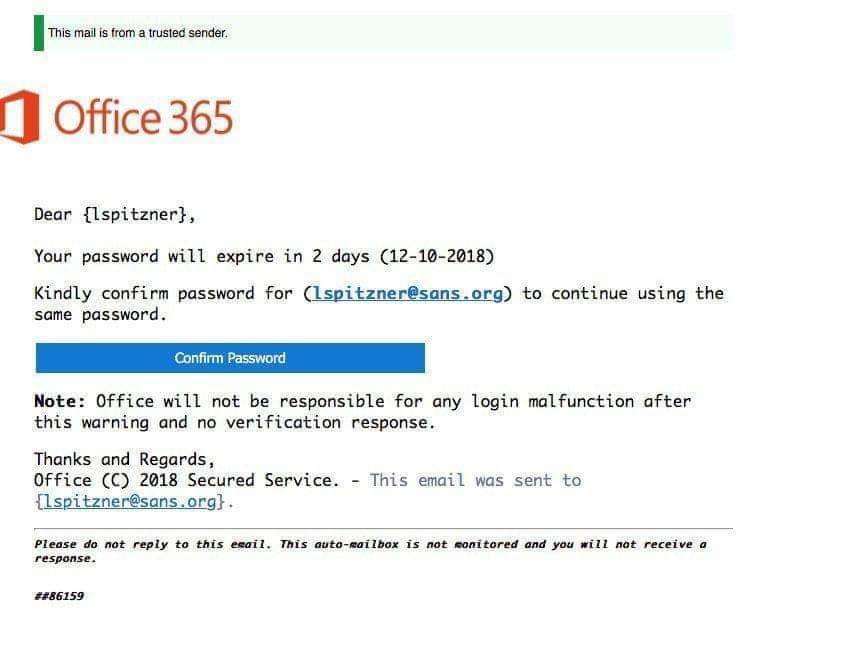 This mail is from a trusted sender.
Office 365
Dear {lspitzner},
Your password will expire in 2 days (12-10-2018)
Kindly confirm password for (lspitzner@sans.org) to continue using the
same password.
Confirm Password
Note: Office will not be responsible for any login malfunction after
this warning and no verification response.
Thanks and Regards,
Office (C) 2018 Secured Service. - This email was sent to
{lspitzner@sans.org}.
Please do not reply to this email. This auto-mailbox is not monitored and you will not receive a
response.
##86159